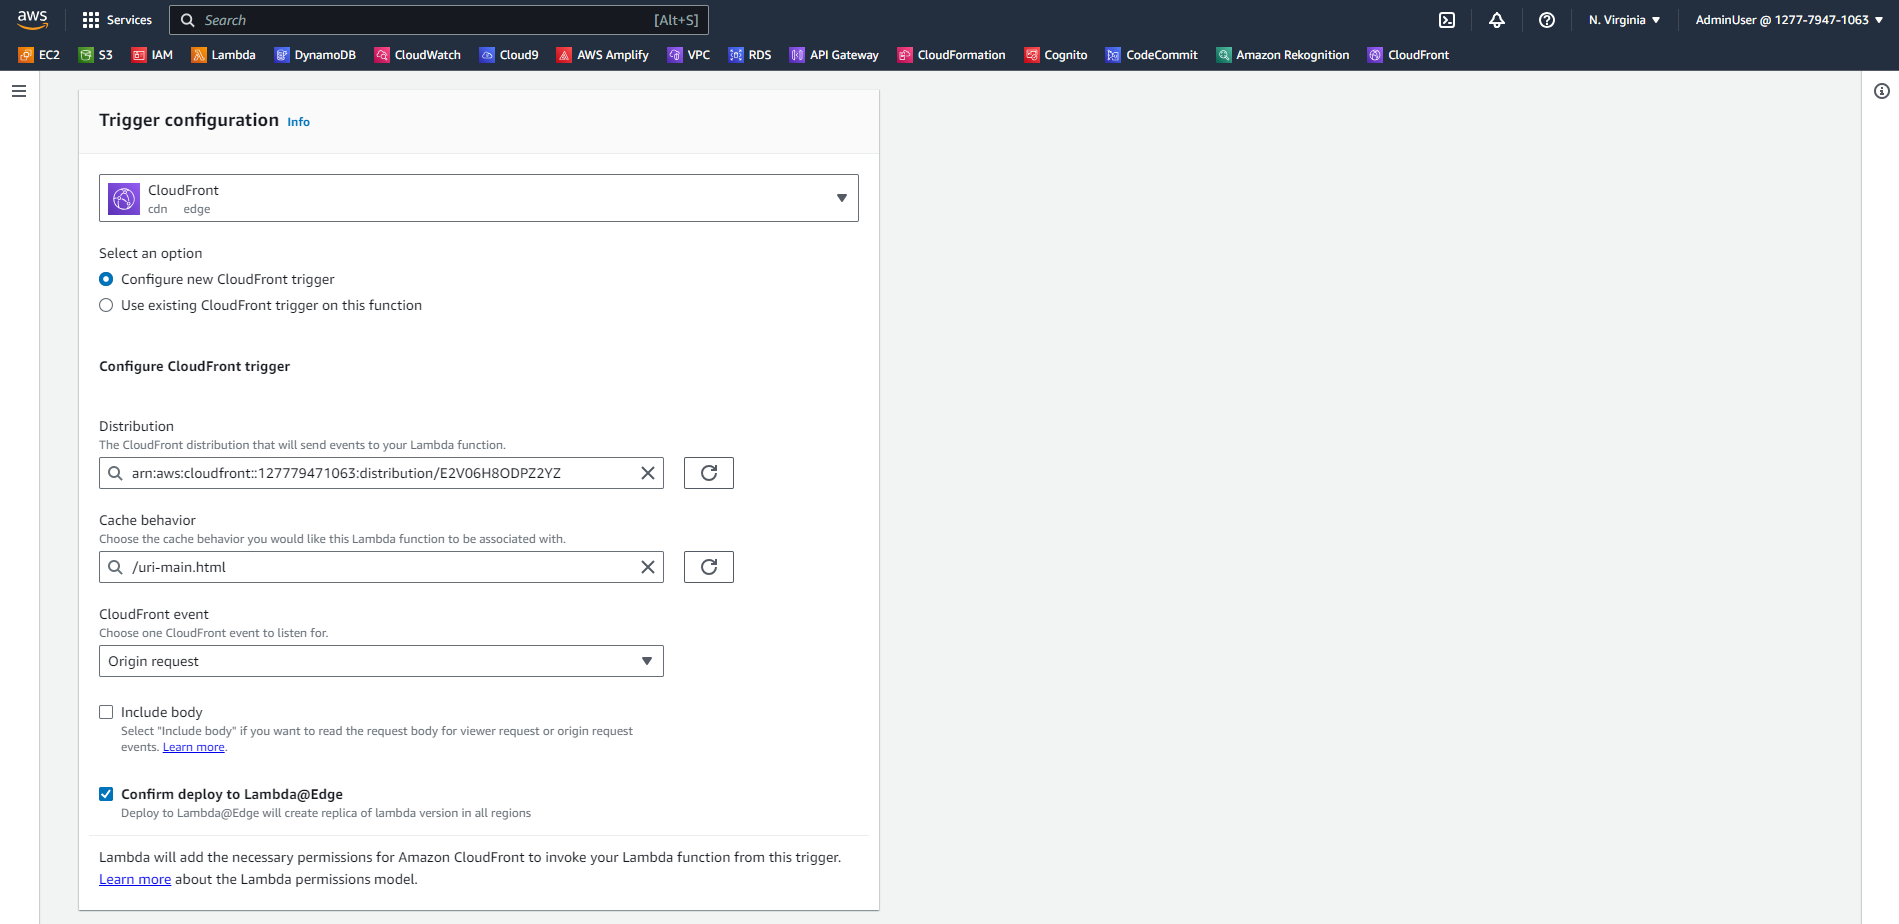 aws
Services
Search
[Alt+S]
N. Virginia
AdminUser @ 1277-7947-1063
EC2
S3
IAM
Lambda
DynamoDB
CloudWatch
Cloud9
AWS Amplify
VPC
RDS
API Gateway
CloudFormation
Cognito
CodeCommit
Amazon Rekognition
CloudFront
Trigger configuration Info
CloudFront
cdn edge
Select an option
Configure new CloudFront trigger
Use existing CloudFront trigger on this function
Configure CloudFront trigger
Distribution
The CloudFront distribution that will send events to your Lambda function.
arn:aws:cloudfront::127779471063:distribution/E2V06H8ODPZ2YZ
Cache behavior
Choose the cache behavior you would like this Lambda function to be associated with.
/uri-main.html
CloudFront event
Choose one CloudFront event to listen for.
Origin request
Include body
Select "Include body" if you want to read the request body for viewer request or origin request
events. Learn more.
Confirm deploy to Lambda@Edge
Deploy to Lambda@Edge will create replica of lambda version in all regions
Lambda will add the necessary permissions for Amazon CloudFront to invoke your Lambda function from this trigger.
Learn more about the Lambda permissions model.